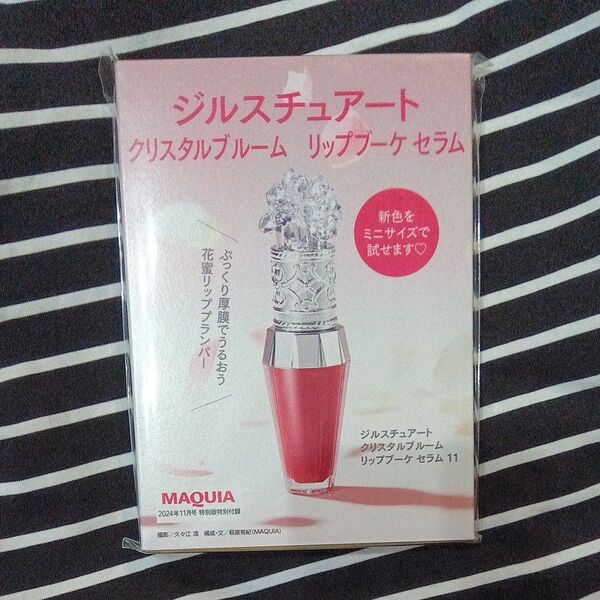 ジルスチュアート
クリスタルブルーム リップブーケ セラム
新色を
ミニサイズで
試せます♡
ぷっくり厚膜でうるおう
花蜜リッププランパー
ジルスチュアート
クリスタルブルーム
リップブーケ セラム 11
MAQUIA
2024年11月号 特別版特別付録
撮影／久々江 満 構成・文／萩原有紀(MAQUIA)